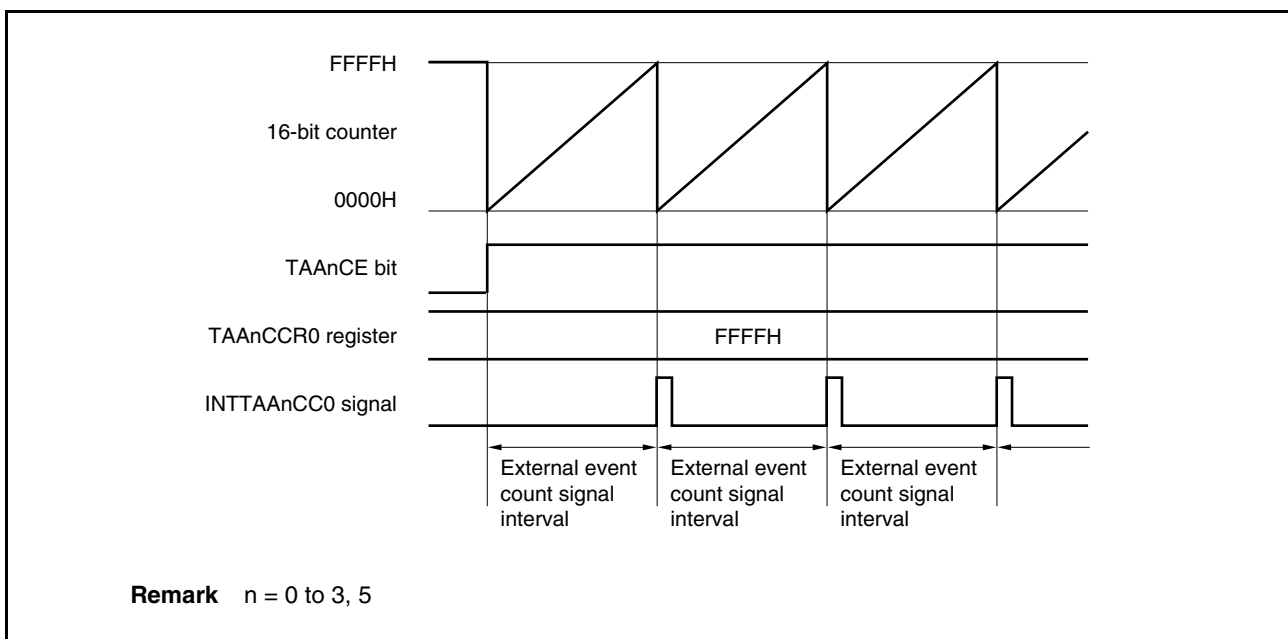 FFFFH
16-bit counter
0000H
TAAnCE bit
TAAnCCR0 register
FFFFH
INTTAAnCC0 signal
External event
count signal
interval
External event
count signal
interval
External event
count signal
interval
Remark n = 0 to 3, 5